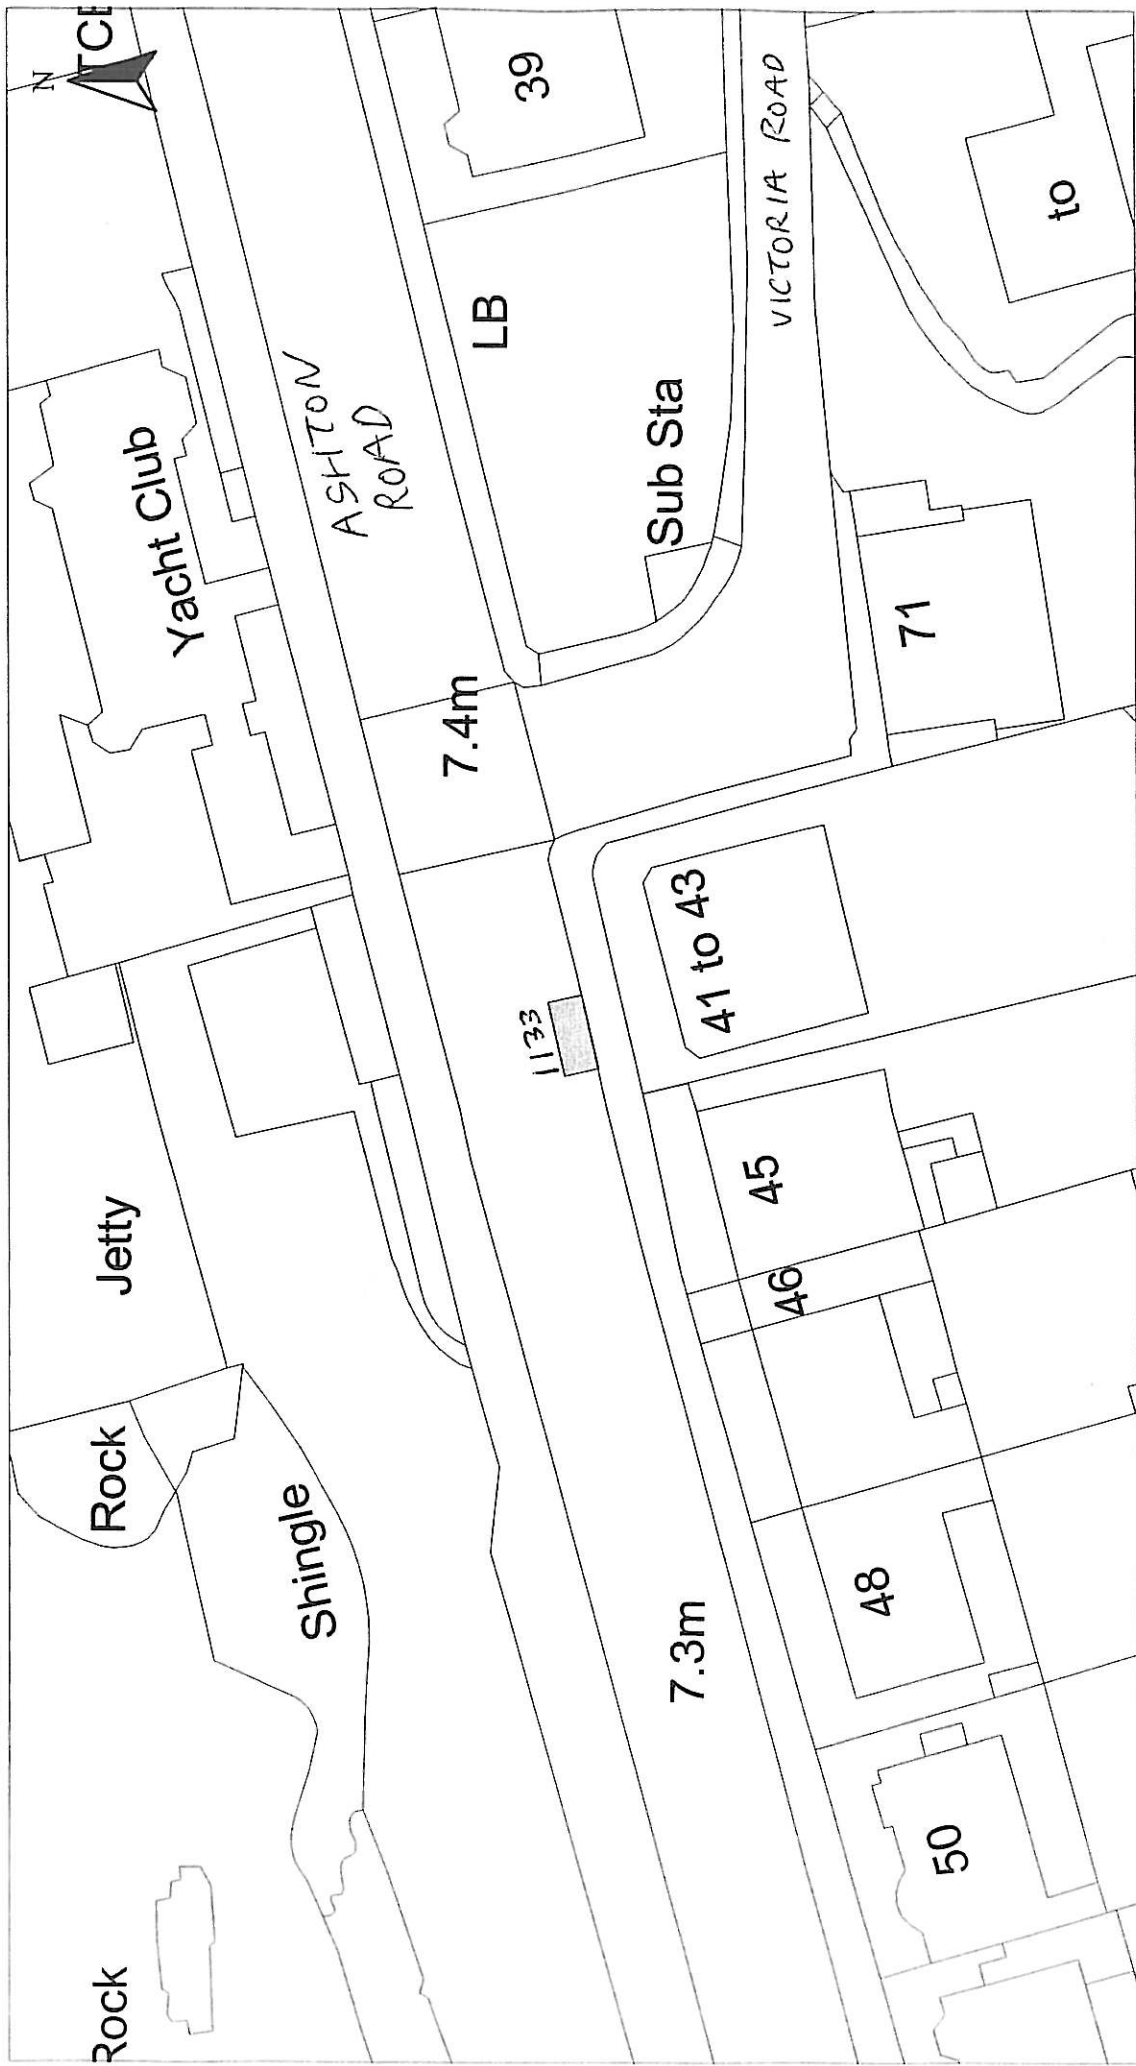 N
Rock
Rock
Jetty
Yacht Club
Shingle
ASHTON
ROAD
7.4m
LB
39
1133
Sub Sta
7.3m
41 to 43
45
46
VICTORIA ROAD
48
71
50
to